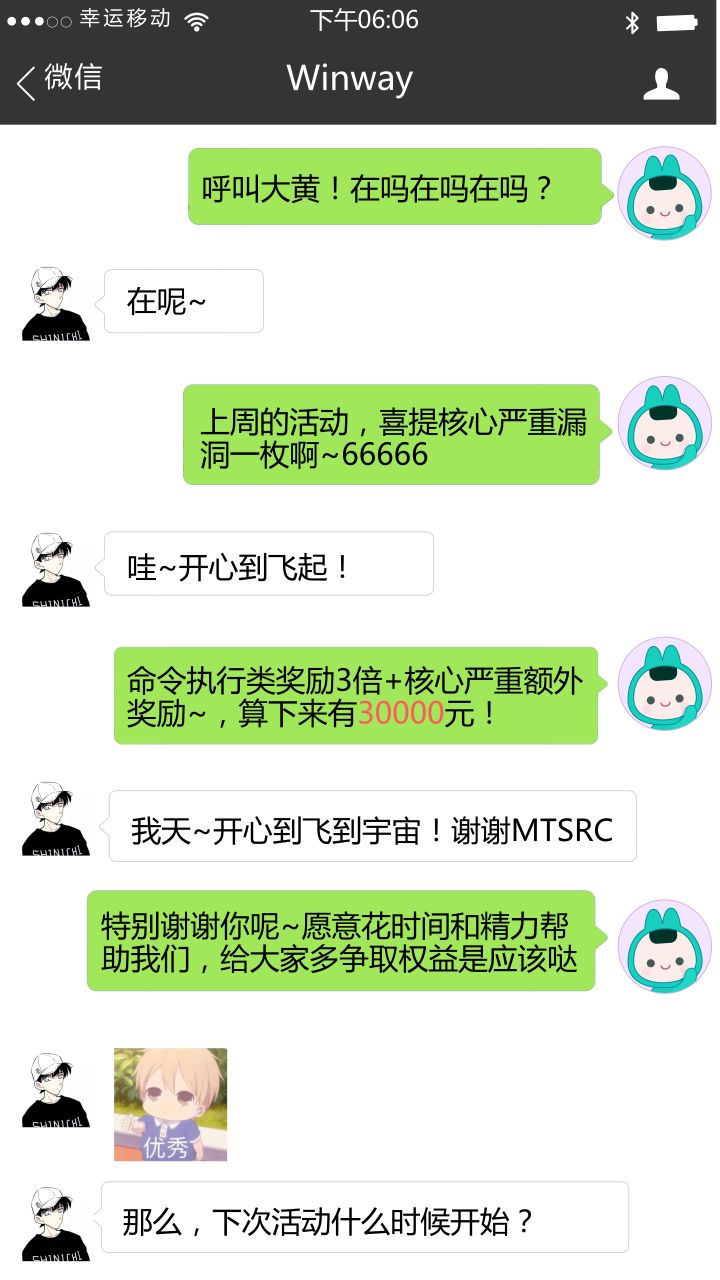 幸运移动 下午06:06
微信 Winway
呼叫大黄！在吗在吗在吗？
在呢~
SHINICHI
上周的活动，喜提核心严重漏
洞一枚啊~66666
哇~开心到飞起！
SHINICHI
命令执行类奖励3倍+核心严重额外
奖励~，算下来有30000元！
我天~开心到飞到宇宙！谢谢MTSRC
SHINICHI
特别谢谢你呢~愿意花时间和精力帮
助我们，给大家多争取权益是应该哒
SHINICHI
优秀
那么，下次活动什么时候开始？
SHINICHI